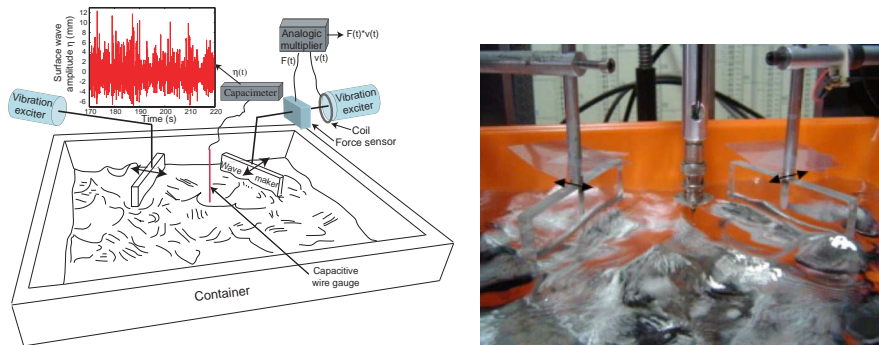 Surface wave
amplitude η (mm)
12
10
8
6
4
2
0
-2
-4
-6
170
180
190
200
210
220
Time (s)
η(t)
Capacimeter
Analogic
multiplier
F(t)*v(t)
F(t)
v(t)
Vibration
exciter
Vibration
exciter
Coil
Force sensor
Wave
maker
Capacitive
wire gauge
Container